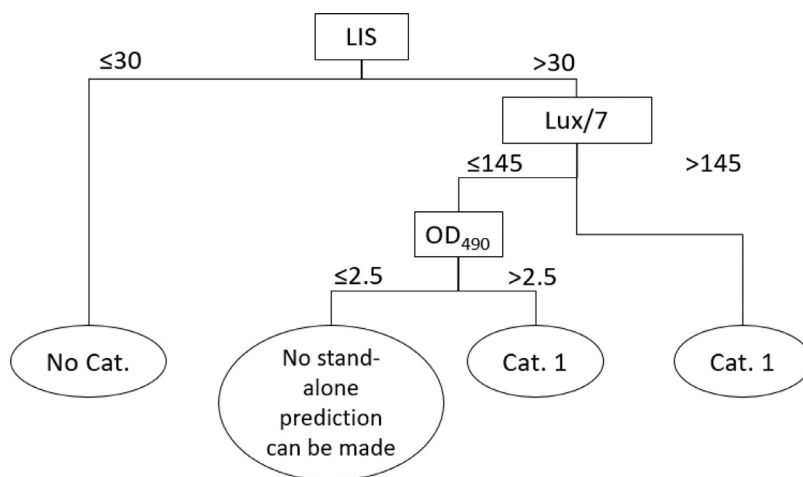 LIS
≤30
>30
Lux/7
≤145
>145
OD₄₉₀
≤2.5
>2.5
No Cat.
No stand-
alone
prediction
can be made
Cat. 1
Cat. 1